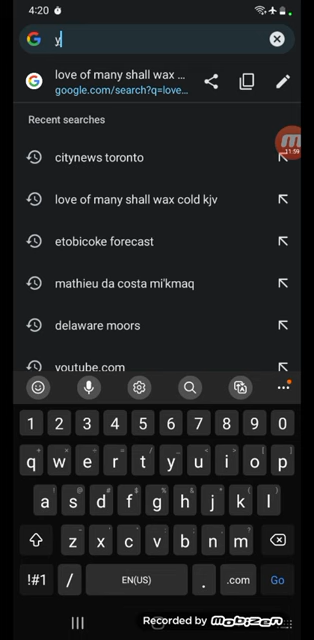 4:20
y
love of many shall wax ...
google.com/search?q=love...
Recent searches
11:59
citynews toronto
love of many shall wax cold kjv
etobicoke forecast
mathieu da costa mi'kmaq
delaware moors
youtube.com
1 2 3 4 5 6 7 8 9 0
q w e r t y u i o p
a s d f g h j k l
z x c v b n m
!#1 / EN(US) . .com Go
Recorded by mobizen